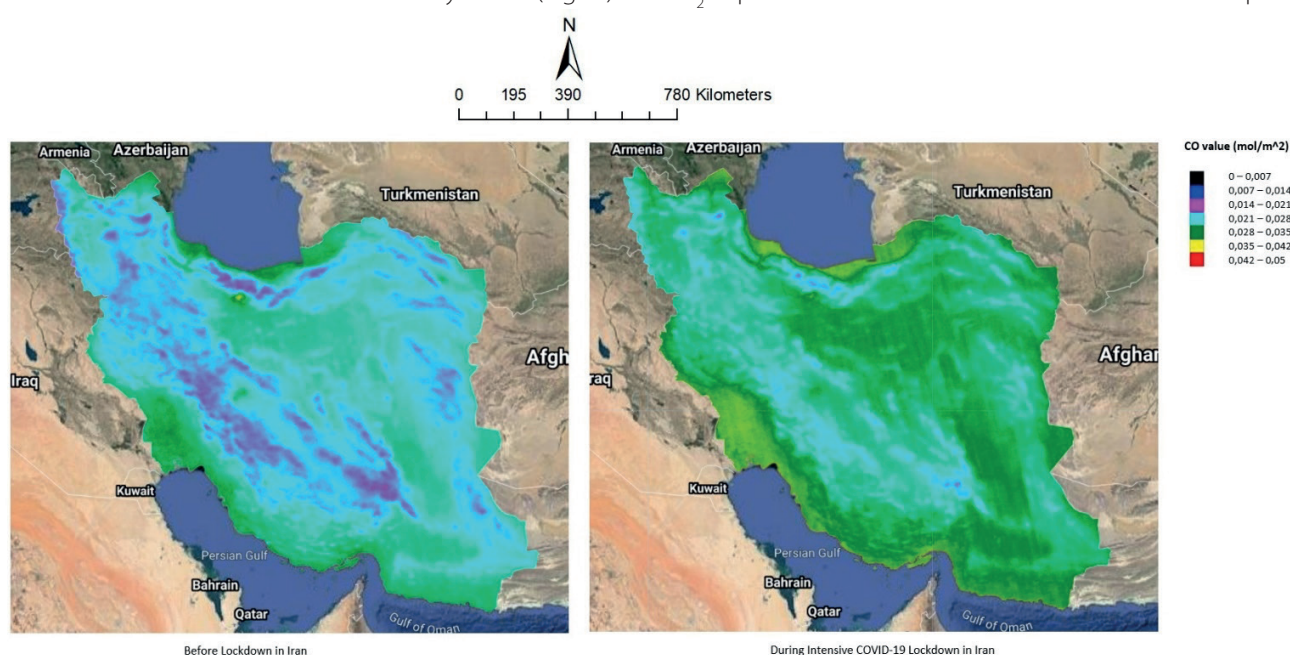 N
0 195 390 780 Kilometers
CO value (mol/m^2)
0 – 0,007
0,007 – 0,014
0,014 – 0,021
0,021 – 0,028
0,028 – 0,035
0,035 – 0,042
0,042 – 0,05
Armenia Azerbaijan
Turkmenistan
Afgh
Iraq
Kuwait
Persian Gulf
Bahrain
Qatar
Gulf of Oman
Before Lockdown in Iran
Armenia Azerbaijan
Turkmenistan
Afghar
raq
Kuwait
Persian Gulf
Bahrain
Qatar
Gulf of Oman
During Intensive COVID-19 Lockdown in Iran